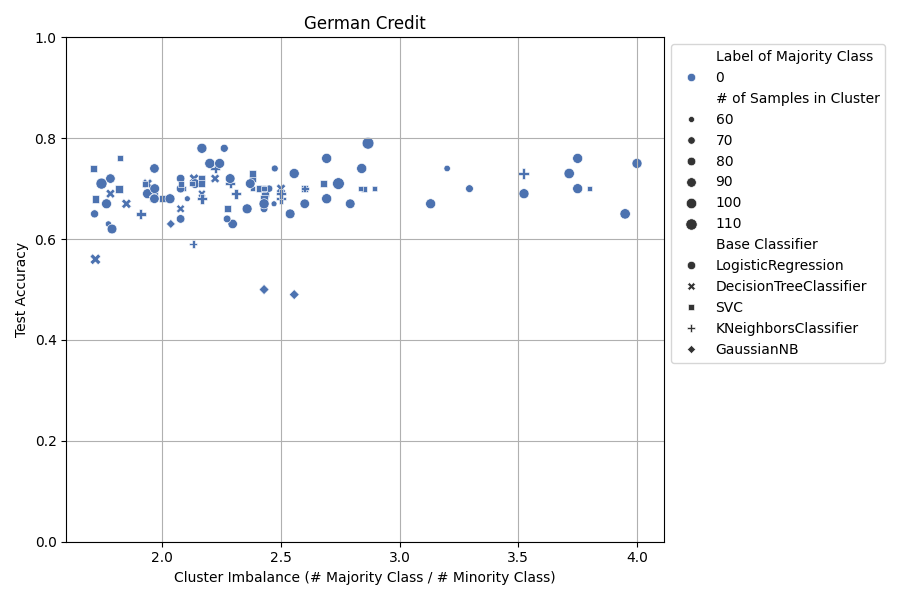 German Credit
Test Accuracy
1.0
0.8
0.6
0.4
0.2
0.0
2.0 2.5 3.0 3.5 4.0
Cluster Imbalance (# Majority Class / # Minority Class)
Label of Majority Class
0
# of Samples in Cluster
60
70
80
90
100
110
Base Classifier
LogisticRegression
DecisionTreeClassifier
SVC
KNeighborsClassifier
GaussianNB